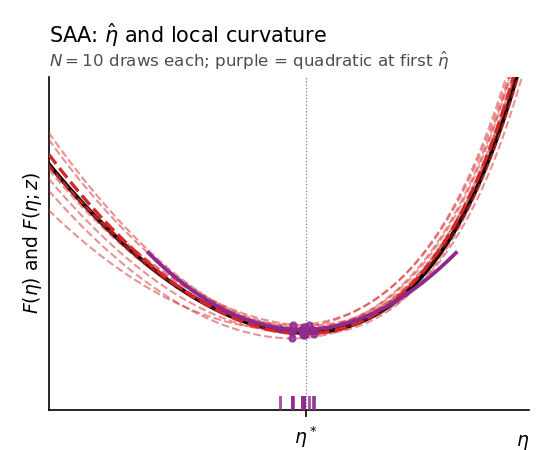 SAA: η̂ and local curvature
N = 10 draws each; purple = quadratic at first η̂
F(η) and F(η; z)
η*
η